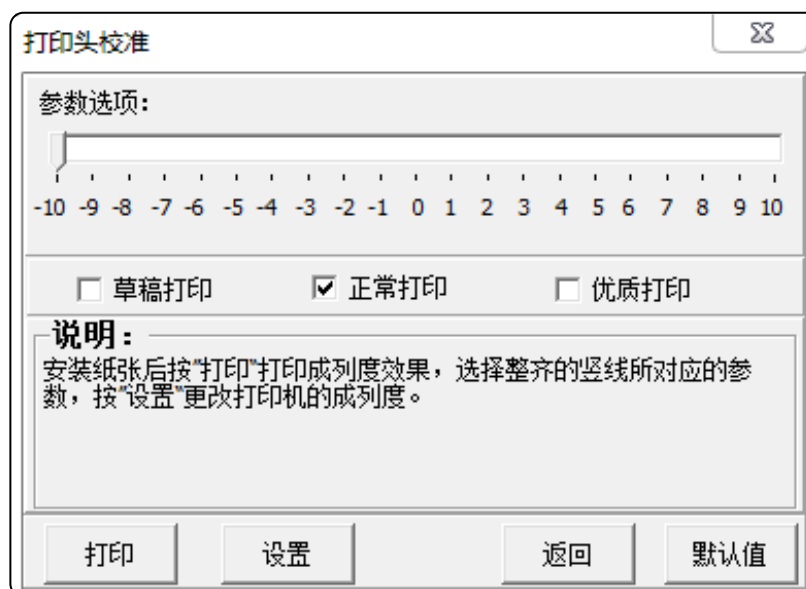 打印头校准
参数选项：
-10 -9 -8 -7 -6 -5 -4 -3 -2 -1 0 1 2 3 4 5 6 7 8 9 10
草稿打印 正常打印 优质打印
说明：
安装纸张后按"打印"打印成列度效果，选择整齐的竖线所对应的参
数，按"设置"更改打印机的成列度。
打印 设置 返回 默认值